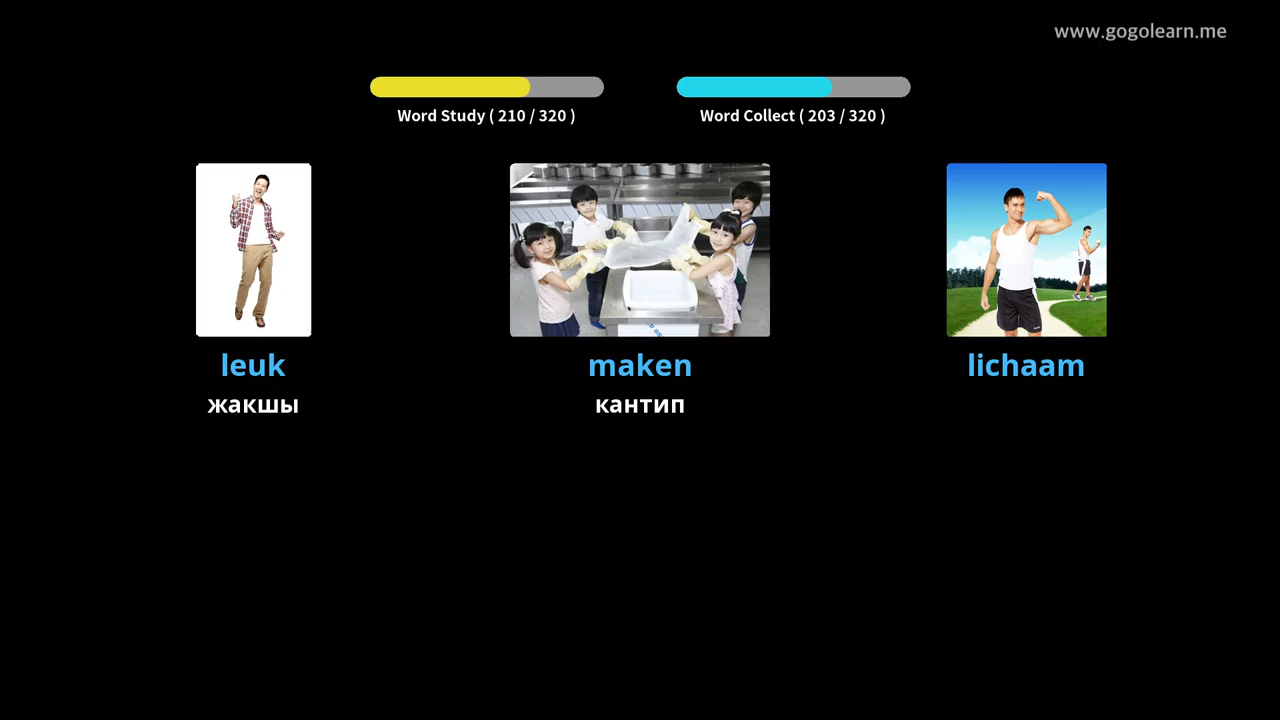 www.gogolearn.me
Word Study ( 210 / 320 )
Word Collect ( 203 / 320 )
leuk
maken
lichaam
жакшы
кантип